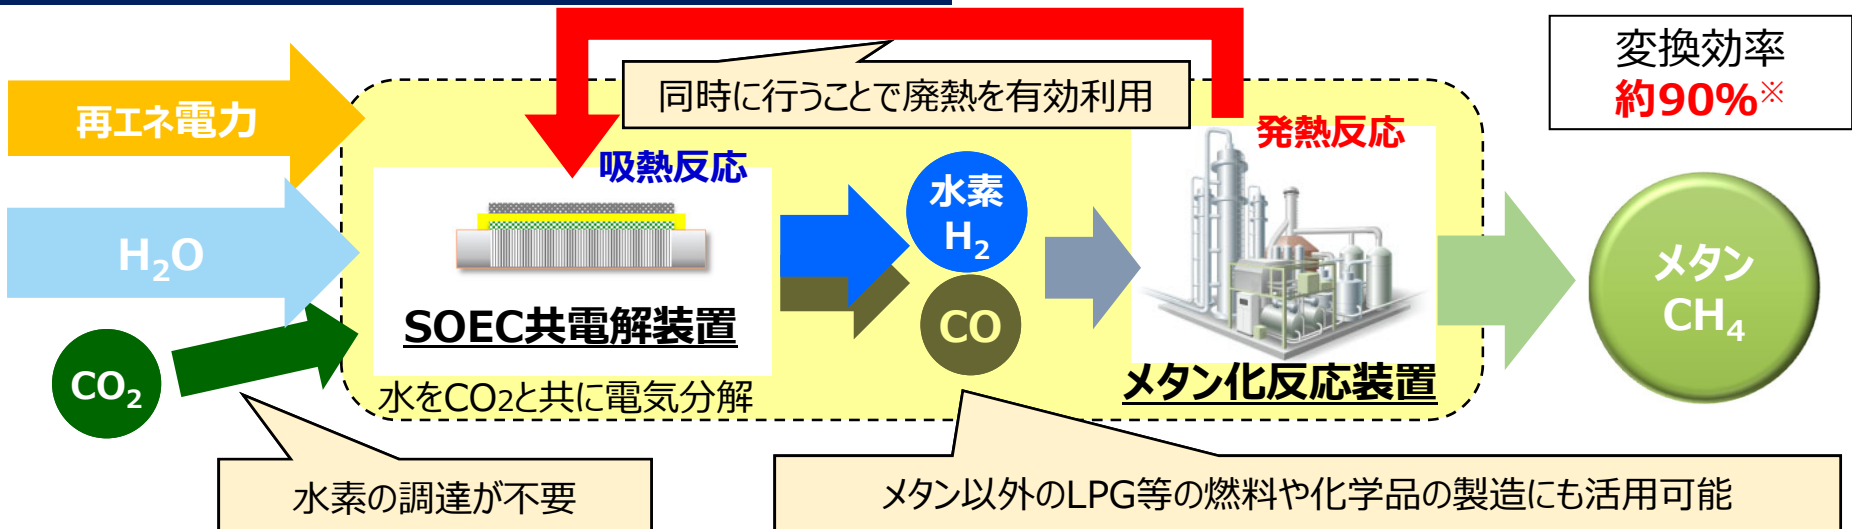 同時に行うことで廃熱を有効利用
変換効率
約90%※
再エネ電力
吸熱反応
発熱反応
水素
H₂
H₂O
SOEC共電解装置
CO
メタン
CH₄
CO₂
水をCO2と共に電気分解
メタン化反応装置
水素の調達が不要
メタン以外のLPG等の燃料や化学品の製造にも活用可能